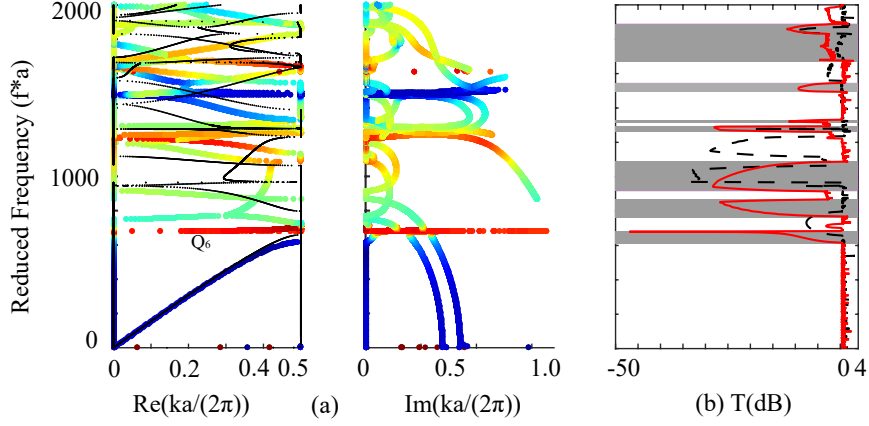 Reduced Frequency (f*a)
2000
1000
0
Q6
0 0.2 0.4 0.5
0 0.5 1.0
-50 0 4
Re(ka/(2π)) (a) Im(ka/(2π))
(b) T(dB)